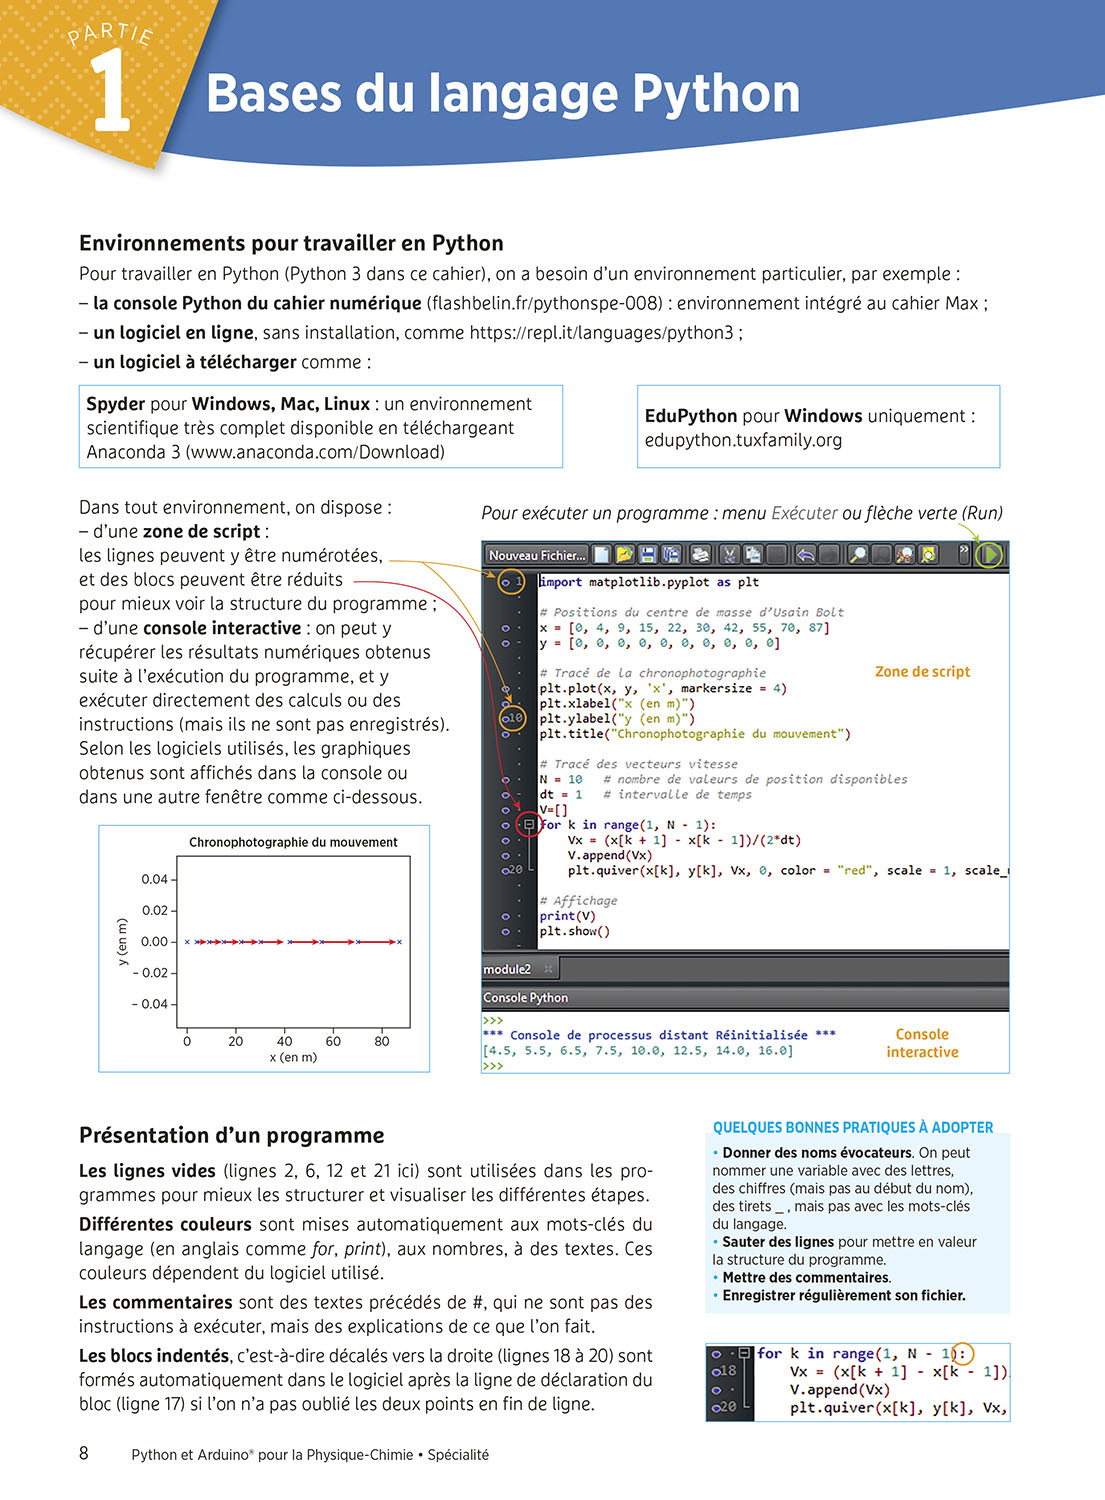 PARTIE
1
Bases du langage Python
Environnements pour travailler en Python
Pour travailler en Python (Python 3 dans ce cahier), on a besoin d’un environnement particulier, par exemple :
– la console Python du cahier numérique (flashbelin.fr/pythonspe-008) : environnement intégré au cahier Max ;
– un logiciel en ligne, sans installation, comme https://repl.it/languages/python3 ;
– un logiciel à télécharger comme :
Spyder pour Windows, Mac, Linux : un environnement
scientifique très complet disponible en téléchargeant
Anaconda 3 (www.anaconda.com/Download)
EduPython pour Windows uniquement :
edupython.tuxfamily.org
Dans tout environnement, on dispose :
– d’une zone de script :
les lignes peuvent y être numérotées,
et des blocs peuvent être réduits
pour mieux voir la structure du programme ;
– d’une console interactive : on peut y
récupérer les résultats numériques obtenus
suite à l’exécution du programme, et y
exécuter directement des calculs ou des
instructions (mais ils ne sont pas enregistrés).
Selon les logiciels utilisés, les graphiques
obtenus sont affichés dans la console ou
dans une autre fenêtre comme ci-dessous.
Chronophotographie du mouvement
y (en m)
0.04
0.02
0.00
– 0.02
– 0.04
0 20 40 60 80
x (en m)
Pour exécuter un programme : menu Exécuter ou flèche verte (Run)
Nouveau Fichier...
»
1 import matplotlib.pyplot as plt
# Positions du centre de masse d’Usain Bolt
x = [0, 4, 9, 15, 22, 30, 42, 55, 70, 87]
y = [0, 0, 0, 0, 0, 0, 0, 0, 0, 0]
# Tracé de la chronophotographie
Zone de script
plt.plot(x, y, 'x', markersize = 4)
plt.xlabel("x (en m)")
10 plt.ylabel("y (en m)")
plt.title("Chronophotographie du mouvement")
# Tracé des vecteurs vitesse
N = 10 # nombre de valeurs de position disponibles
dt = 1 # intervalle de temps
V=[]
for k in range(1, N - 1):
Vx = (x[k + 1] - x[k - 1])/(2*dt)
V.append(Vx)
20 plt.quiver(x[k], y[k], Vx, 0, color = "red", scale = 1, scale_
# Affichage
print(V)
plt.show()
module2
Console Python
>>>
*** Console de processus distant Réinitialisée ***
[4.5, 5.5, 6.5, 7.5, 10.0, 12.5, 14.0, 16.0]
>>>
Console
interactive
Présentation d’un programme
Les lignes vides (lignes 2, 6, 12 et 21 ici) sont utilisées dans les pro-
grammes pour mieux les structurer et visualiser les différentes étapes.
Différentes couleurs sont mises automatiquement aux mots-clés du
langage (en anglais comme for, print), aux nombres, à des textes. Ces
couleurs dépendent du logiciel utilisé.
Les commentaires sont des textes précédés de #, qui ne sont pas des
instructions à exécuter, mais des explications de ce que l’on fait.
Les blocs indentés, c’est-à-dire décalés vers la droite (lignes 18 à 20) sont
formés automatiquement dans le logiciel après la ligne de déclaration du
bloc (ligne 17) si l’on n’a pas oublié les deux points en fin de ligne.
QUELQUES BONNES PRATIQUES À ADOPTER
• Donner des noms évocateurs. On peut
nommer une variable avec des lettres,
des chiffres (mais pas au début du nom),
des tirets _ , mais pas avec les mots-clés
du langage.
• Sauter des lignes pour mettre en valeur
la structure du programme.
• Mettre des commentaires.
• Enregistrer régulièrement son fichier.
for k in range(1, N - 1):
18 Vx = (x[k + 1] - x[k - 1])
V.append(Vx)
20 plt.quiver(x[k], y[k], Vx,
8 Python et Arduino® pour la Physique-Chimie • Spécialité